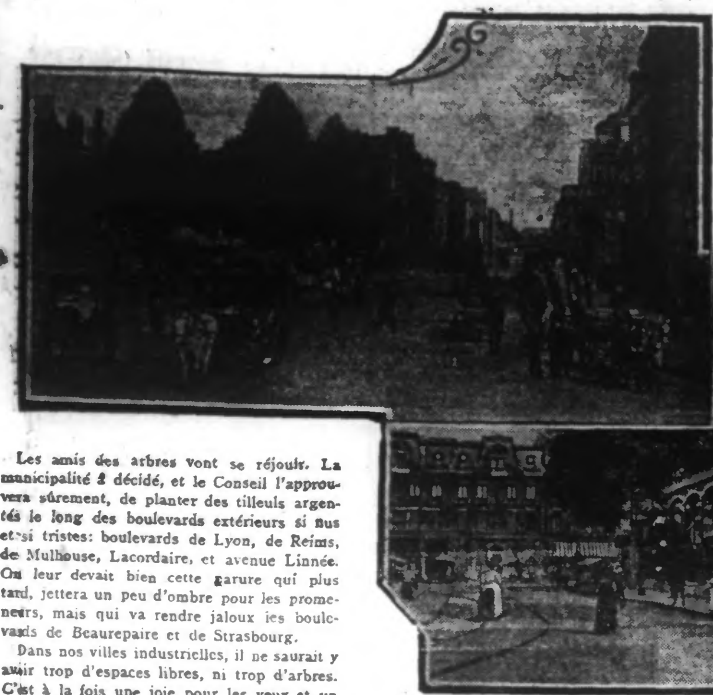 Les amis des arbres vont se réjouir. La
municipalité a décidé, et le Conseil l'approu-
vera sûrement, de planter des tilleuls argen-
tés le long des boulevards extérieurs si nus
et si tristes: boulevards de Lyon, de Reims,
de Mulhouse, Lacordaire, et avenue Linnée.
On leur devait bien cette parure qui plus
tard, jettera un peu d'ombre pour les prome-
neurs, mais qui va rendre jaloux les boule-
vards de Beaurepaire et de Strasbourg.
Dans nos villes industrielles, il ne saurait y
avoir trop d'espaces libres, ni trop d'arbres.
C'est à la fois une joie pour les yeux et un